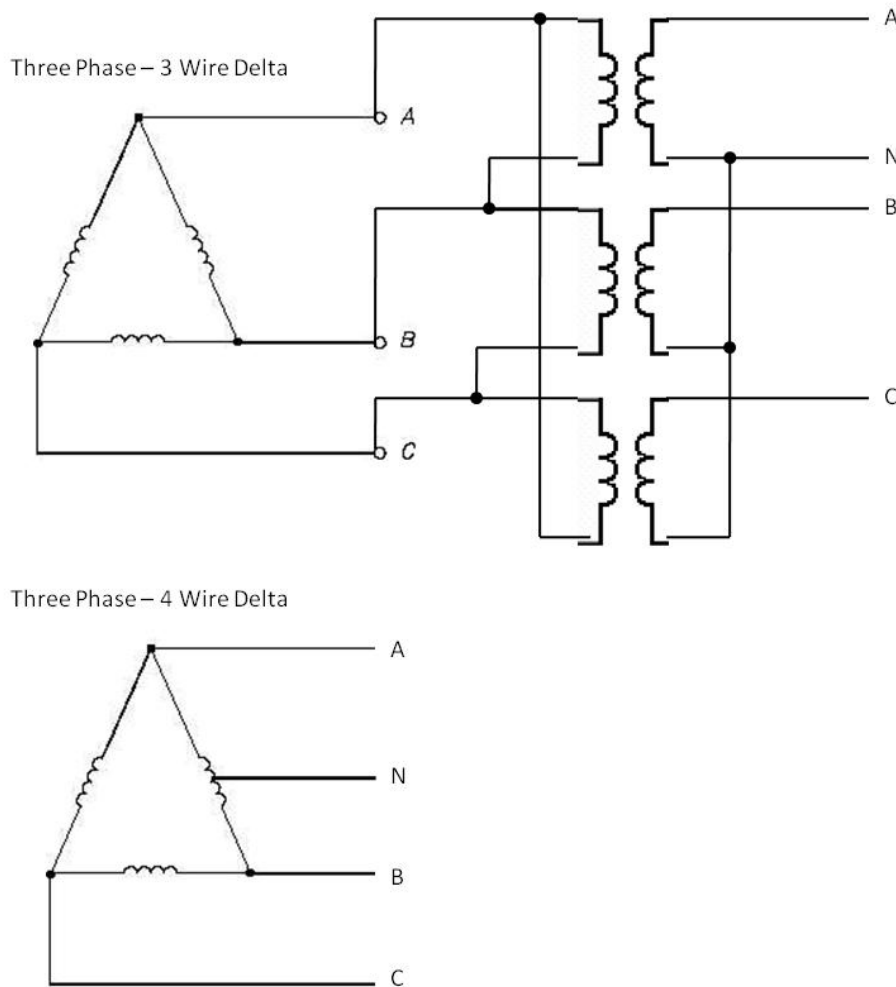 A
Three Phase – 3 Wire Delta
A
N
B
B
C
C
Three Phase – 4 Wire Delta
A
N
B
C